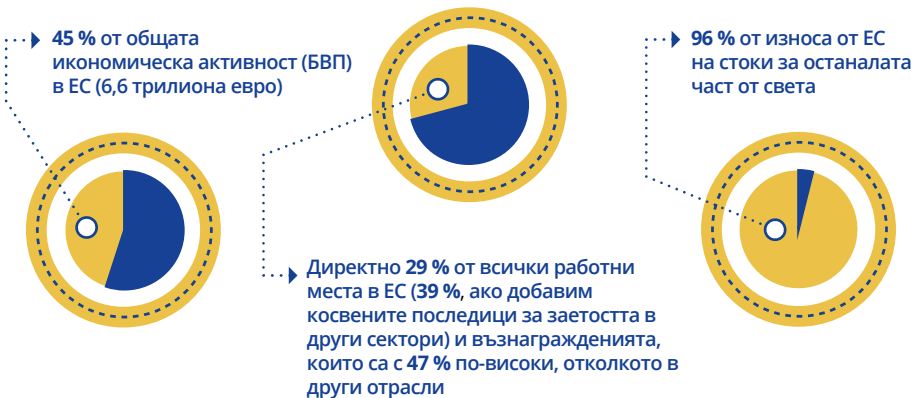 45 % от общата
икономическа активност (БВП)
в ЕС (6,6 трилиона евро)
96 % от износа от ЕС
на стоки за останалата
част от света
Директно 29 % от всички работни
места в ЕС (39 %, ако добавим
косвените последици за заетостта в
други сектори) и възнагражденията,
които са с 47 % по-високи, отколкото в
други отрасли